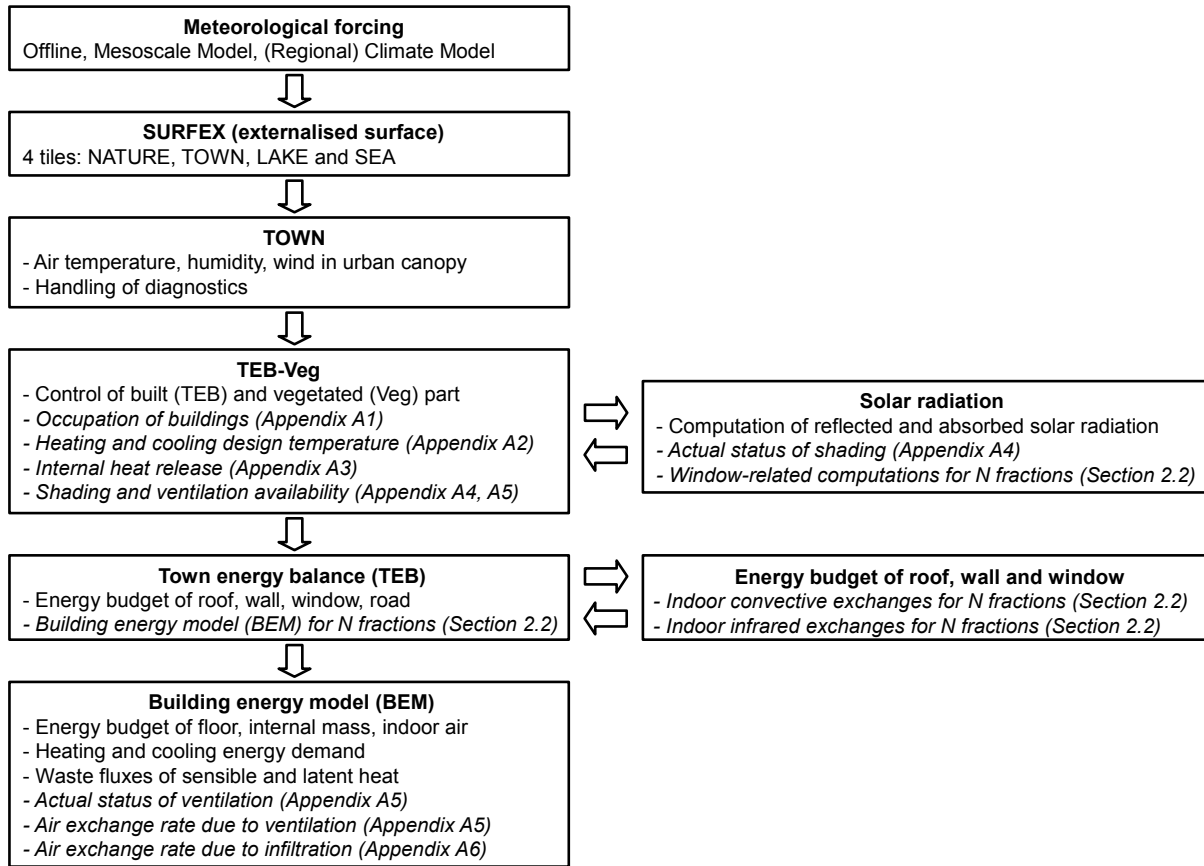 Meteorological forcing
Offline, Mesoscale Model, (Regional) Climate Model
SURFEX (externalised surface)
4 tiles: NATURE, TOWN, LAKE and SEA
TOWN
- Air temperature, humidity, wind in urban canopy
- Handling of diagnostics
TEB-Veg
- Control of built (TEB) and vegetated (Veg) part
- Occupation of buildings (Appendix A1)
- Heating and cooling design temperature (Appendix A2)
- Internal heat release (Appendix A3)
- Shading and ventilation availability (Appendix A4, A5)
Solar radiation
- Computation of reflected and absorbed solar radiation
- Actual status of shading (Appendix A4)
- Window-related computations for N fractions (Section 2.2)
Town energy balance (TEB)
- Energy budget of roof, wall, window, road
- Building energy model (BEM) for N fractions (Section 2.2)
Energy budget of roof, wall and window
- Indoor convective exchanges for N fractions (Section 2.2)
- Indoor infrared exchanges for N fractions (Section 2.2)
Building energy model (BEM)
- Energy budget of floor, internal mass, indoor air
- Heating and cooling energy demand
- Waste fluxes of sensible and latent heat
- Actual status of ventilation (Appendix A5)
- Air exchange rate due to ventilation (Appendix A5)
- Air exchange rate due to infiltration (Appendix A6)